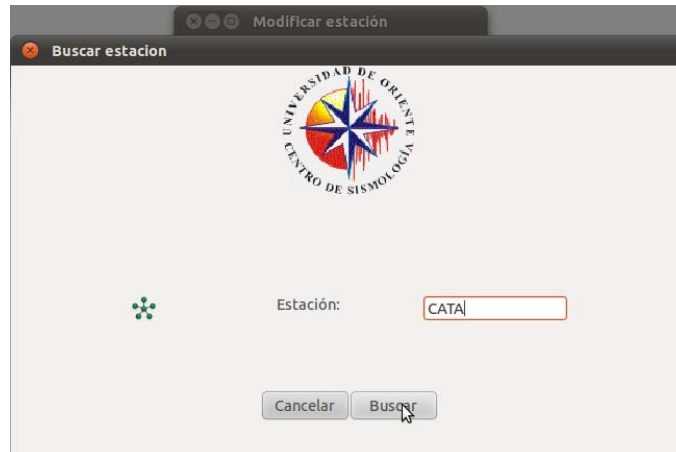 Modificar estación
Buscar estacion
UNIVERSIDAD DE ORIENTE
CENTRO DE SISMOLOGÍA
Estación:
CATA
Cancelar
Buscar